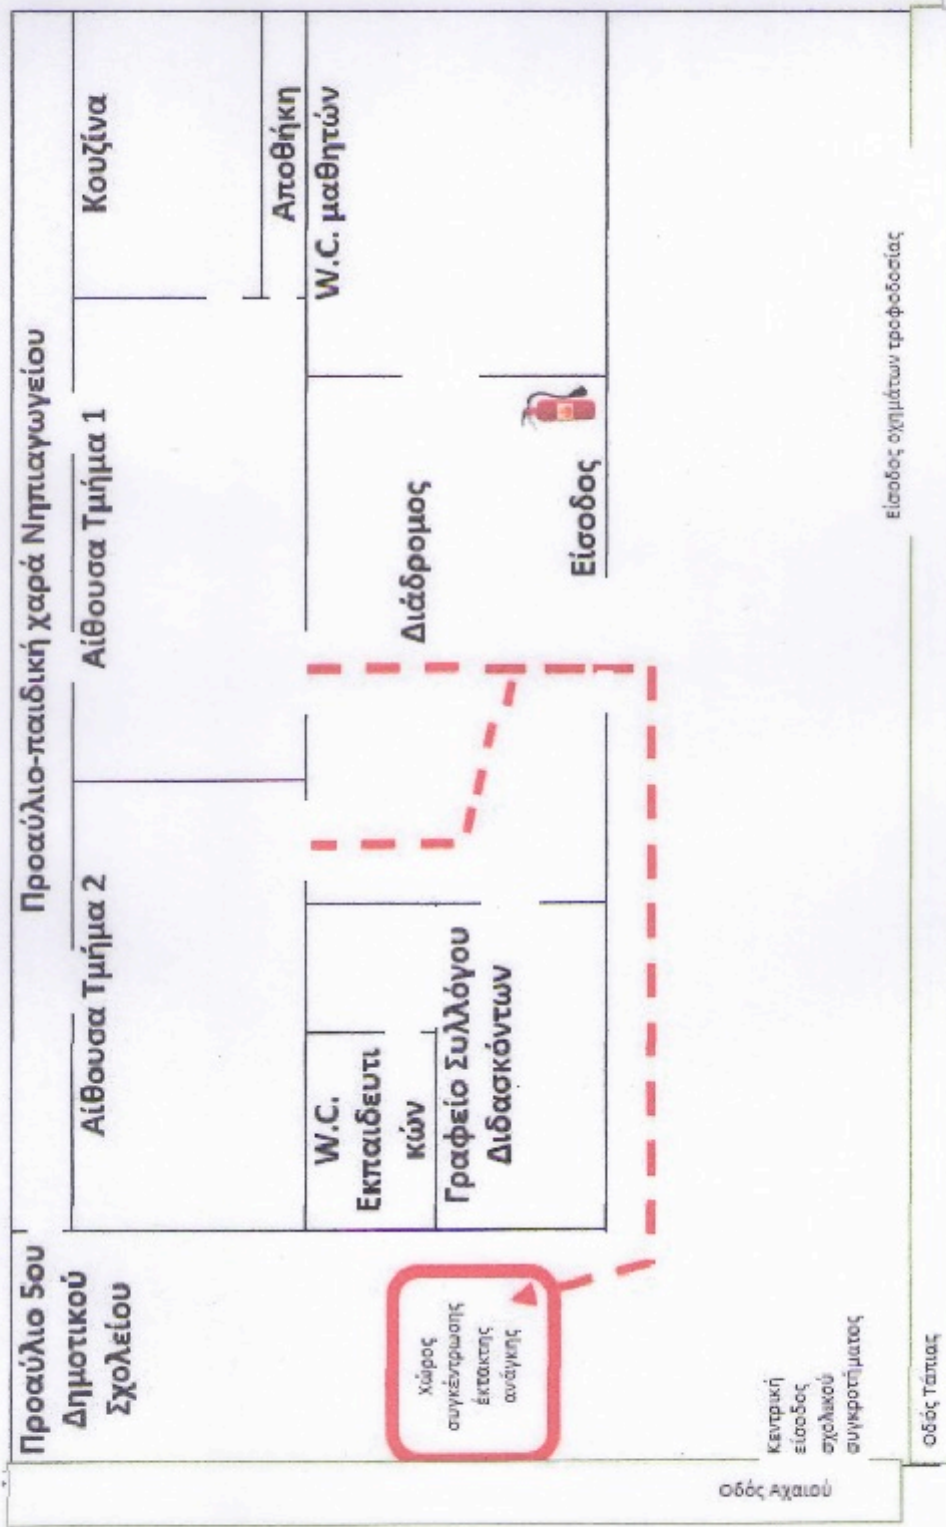 Προαύλιο 5ου
Δημοτικού
Σχολείου
Προαύλιο-παιδική χαρά Νηπιαγωγείου
Αίθουσα Τμήμα 2
Αίθουσα Τμήμα 1
Κουζίνα
Αποθήκη
W.C.
Εκπαιδευτι
κών
W.C. μαθητών
Γραφείο Συλλόγου
Διδασκόντων
Διάδρομος
Είσοδος
Χώρος
συγκέντρωσης
έκτακτης
ανάγκης
Κεντρική
είσοδος
σχολικού
συγκροτήματος
Είσοδος οχημάτων τροφοδοσίας
Οδός Αχαιού
Οδός Τάπιας